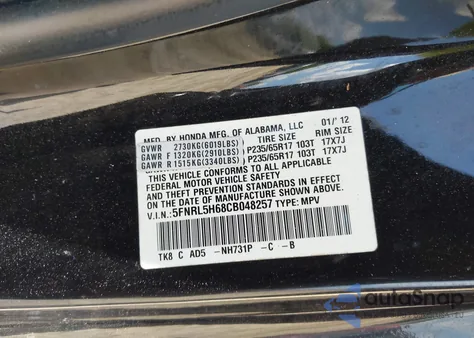 MFD. BY HONDA MFG. OF ALABAMA, LLC 01/'12
TIRE SIZE RIM SIZE
GVWR 2730KG(6019LBS)
GAWR F 1320KG(2910LBS) P235/65R17 103T 17X7J
GAWR R 1515KG(3340LBS) P235/65R17 103T 17X7J
THIS VEHICLE CONFORMS TO ALL APPLICABLE
FEDERAL MOTOR VEHICLE SAFETY
AND THEFT PREVENTION STANDARDS IN EFFECT
ON THE DATE OF MANUFACTURE SHOWN ABOVE.
V.I.N.: 5FNRL5H68CB048257 TYPE: MPV
TK8 C AD5 -NH731P -C -B
autoSnap